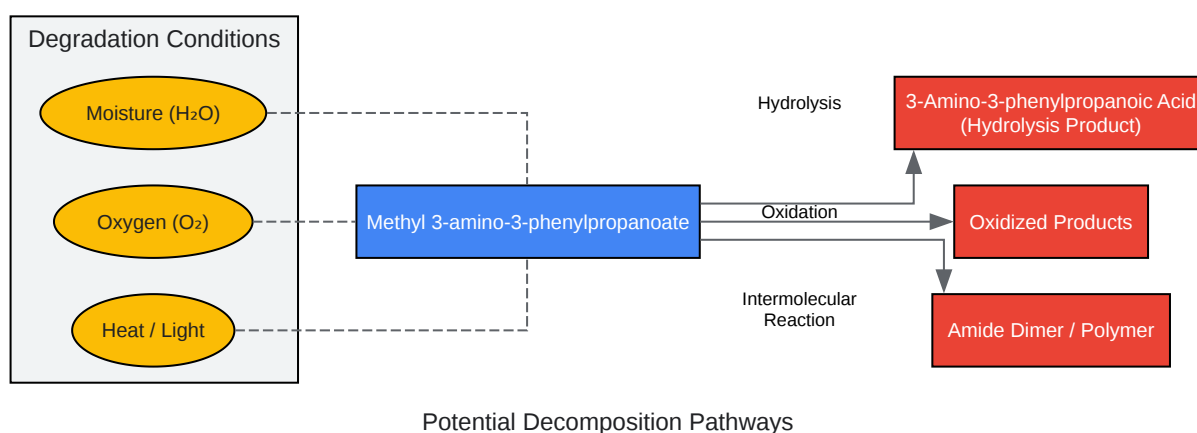 Degradation Conditions
Moisture (H₂O)
Oxygen (O₂)
Heat / Light
Methyl 3-amino-3-phenylpropanoate
Hydrolysis
Oxidation
Intermolecular
Reaction
3-Amino-3-phenylpropanoic Acid
(Hydrolysis Product)
Oxidized Products
Amide Dimer / Polymer
Potential Decomposition Pathways